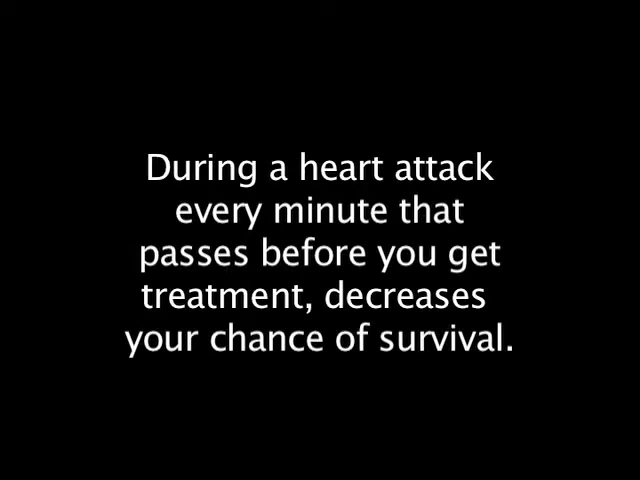 During a heart attack
every minute that
passes before you get
treatment, decreases
your chance of survival.